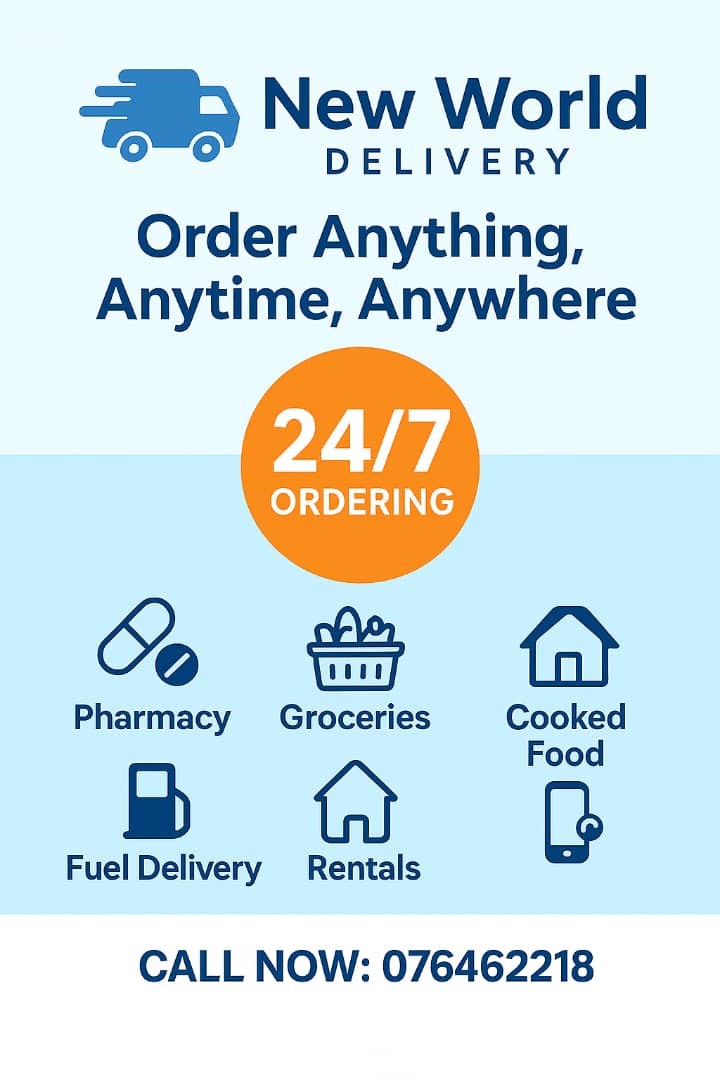 New World
DELIVERY
Order Anything,
Anytime, Anywhere
24/7
ORDERING
Pharmacy
Groceries
Cooked
Food
Fuel Delivery
Rentals
CALL NOW: 076462218